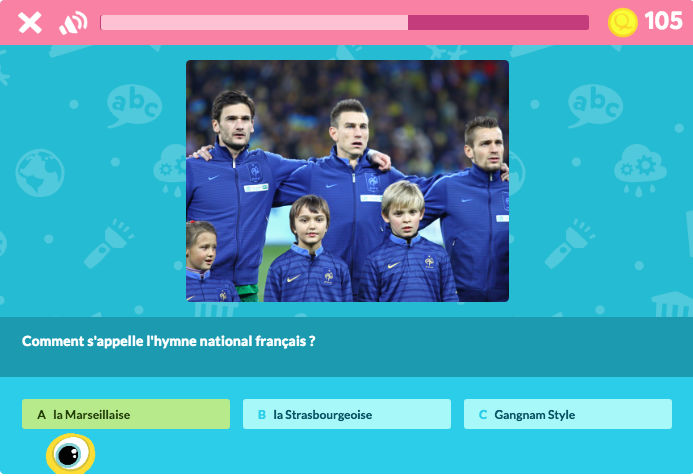 105
abc
abc
Comment s'appelle l'hymne national français ?
A la Marseillaise
B la Strasbourgeoise
C Gangnam Style